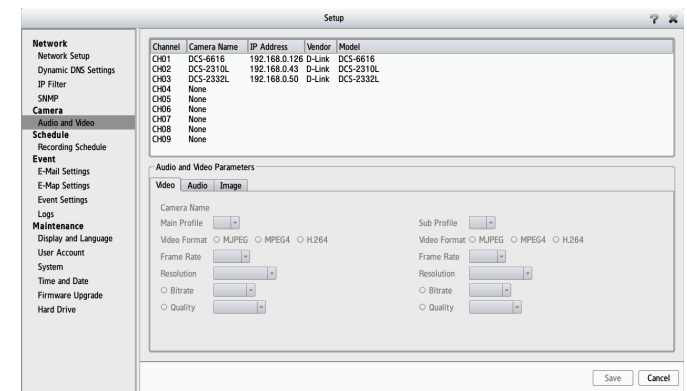 Setup
Network
Network Setup
Dynamic DNS Settings
IP Filter
SNMP
Camera
Audio and Video
Schedule
Recording Schedule
Event
E-Mail Settings
E-Map Settings
Event Settings
Logs
Maintenance
Display and Language
User Account
System
Time and Date
Firmware Upgrade
Hard Drive
Channel Camera Name IP Address Vendor Model
CH01 DCS-6616 192.168.0.126 D-Link DCS-6616
CH02 DCS-2310L 192.168.0.43 D-Link DCS-2310L
CH03 DCS-2332L 192.168.0.50 D-Link DCS-2332L
CH04 None
CH05 None
CH06 None
CH07 None
CH08 None
CH09 None
Audio and Video Parameters
Video Audio Image
Camera Name
Main Profile Sub Profile
Video Format MJPEG MPEG4 H.264 Video Format MJPEG MPEG4 H.264
Frame Rate Frame Rate
Resolution Resolution
Bitrate Bitrate
Quality Quality
Save Cancel